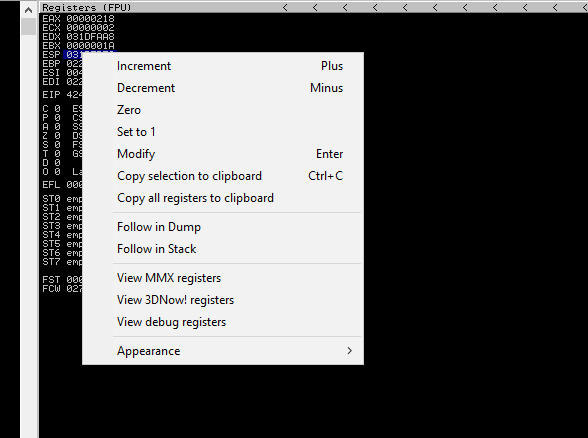 Registers (FPU) < < < < < < < < < <
EAX 00000218
ECX 00000002
EDX 031DFAA8
EBX 0000001A
ESP
EBP 022
ESI 004
EDI 022
EIP 424
C 0 ES
P 0 CS
A 0 SS
Z 0 DS
S 0 FS
T 0 GS
D 0
O 0 La
EFL 000
ST0 emp
ST1 emp
ST2 emp
ST3 emp
ST4 emp
ST5 emp
ST6 emp
ST7 emp
FST 000
FCW 027
Increment Plus
Decrement Minus
Zero
Set to 1
Modify Enter
Copy selection to clipboard Ctrl+C
Copy all registers to clipboard
Follow in Dump
Follow in Stack
View MMX registers
View 3DNow! registers
View debug registers
Appearance >